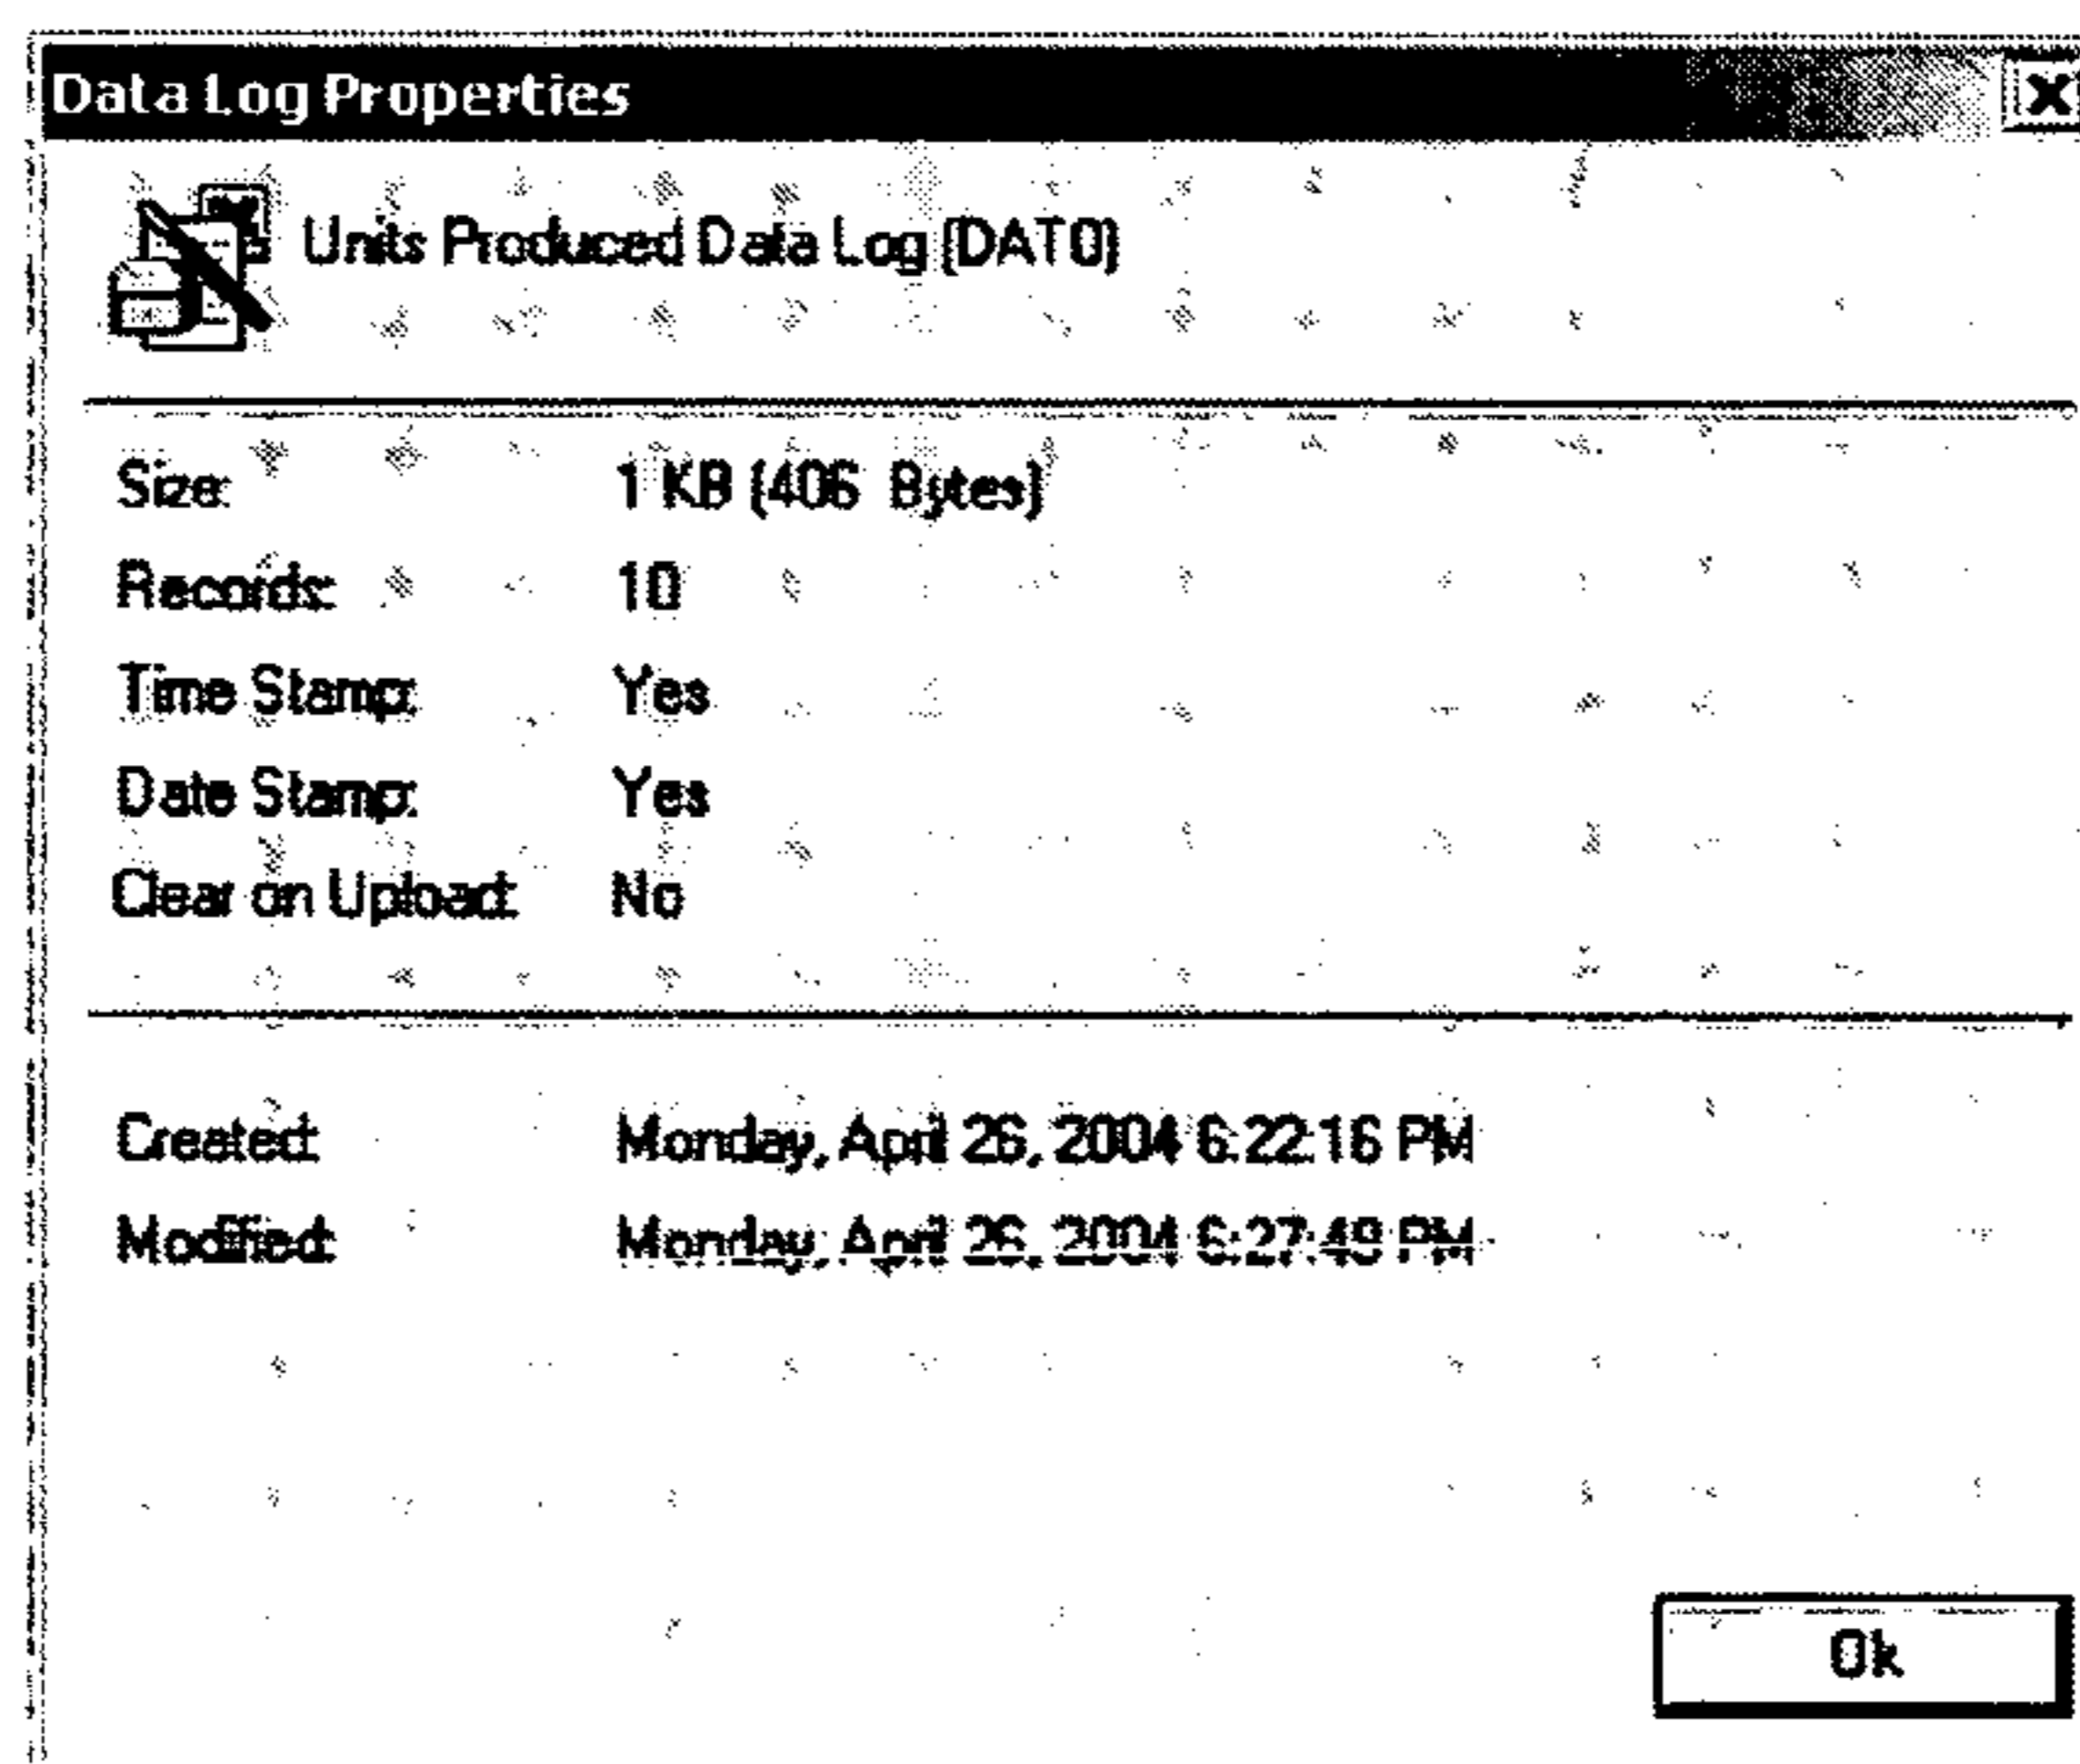 Data Log Properties
Units Produced Data Log (DAT0)
Size: 1 KB (406 Bytes)
Records: 10
Time Stamp: Yes
Date Stamp: Yes
Clear on Upload: No
Created: Monday, April 26, 2004 6:22:16 PM
Modified: Monday, April 26, 2004 6:27:49 PM
Ok